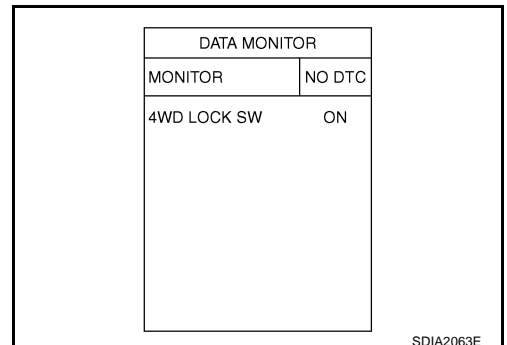 DATA MONITOR
MONITOR NO DTC
4WD LOCK SW ON
SDIA2063E